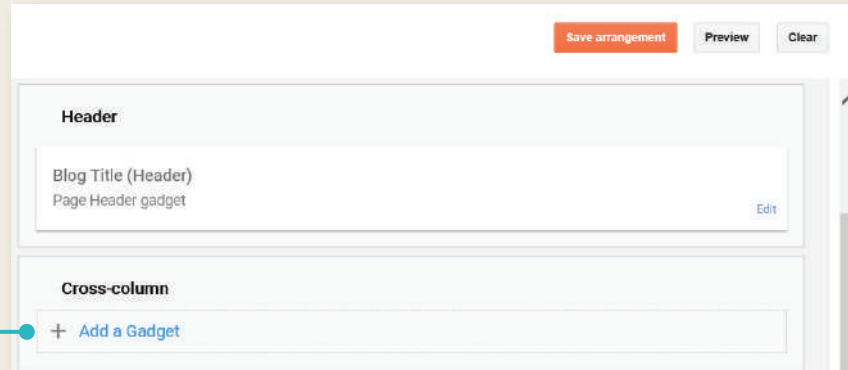 Save arrangement Preview Clear
Header
Blog Title (Header)
Page Header gadget
Edit
Cross-column
+ Add a Gadget